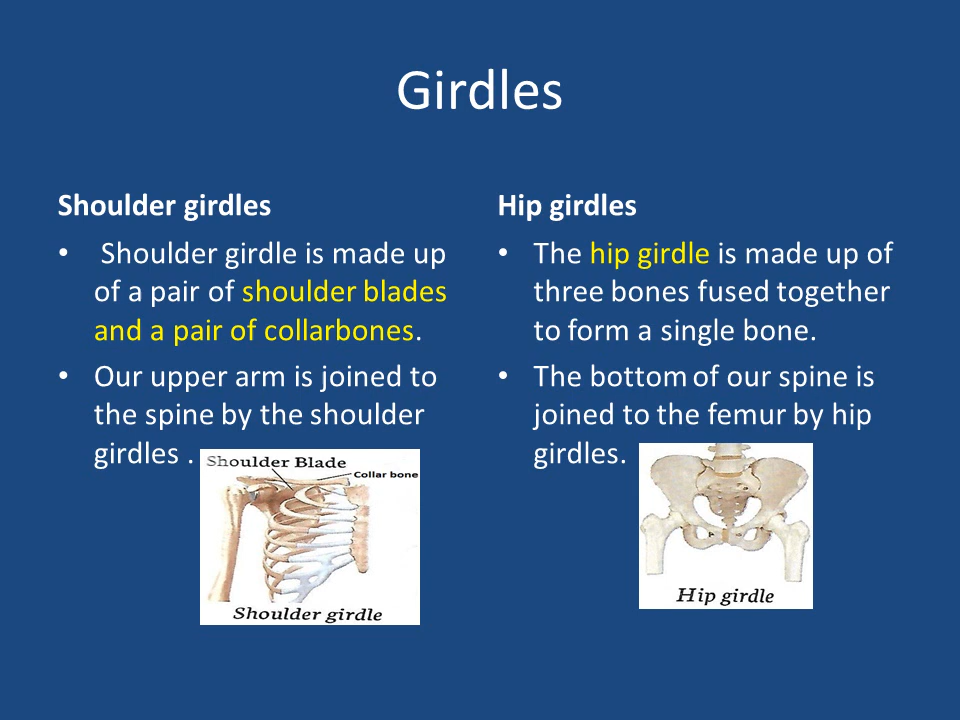 Girdles
Shoulder girdles
• Shoulder girdle is made up
of a pair of shoulder blades
and a pair of collarbones.
• Our upper arm is joined to
the spine by the shoulder
girdles .
Shoulder Blade
Collar bone
Shoulder girdle
Hip girdles
• The hip girdle is made up of
three bones fused together
to form a single bone.
• The bottom of our spine is
joined to the femur by hip
girdles.
Hip girdle